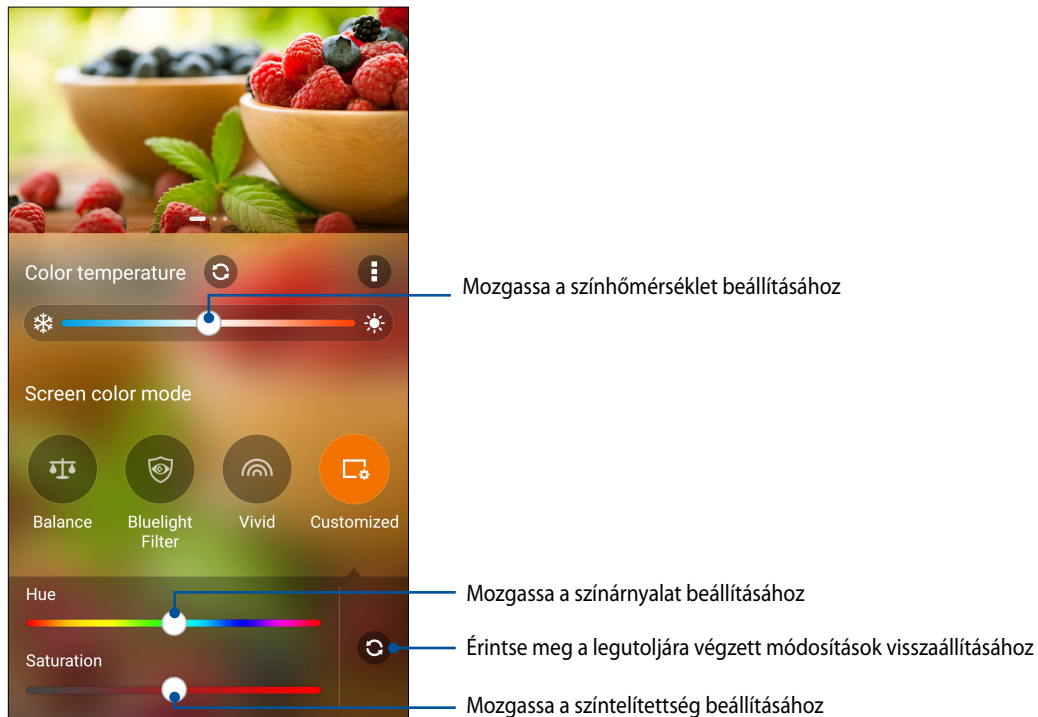 Color temperature
Mozgassa a színhőmérséklet beállításához
Screen color mode
Balance
Bluelight
Filter
Vivid
Customized
Hue
Mozgassa a színárnyalat beállításához
Érintse meg a legutoljára végzett módosítások visszaállításához
Saturation
Mozgassa a színtelítettség beállításához